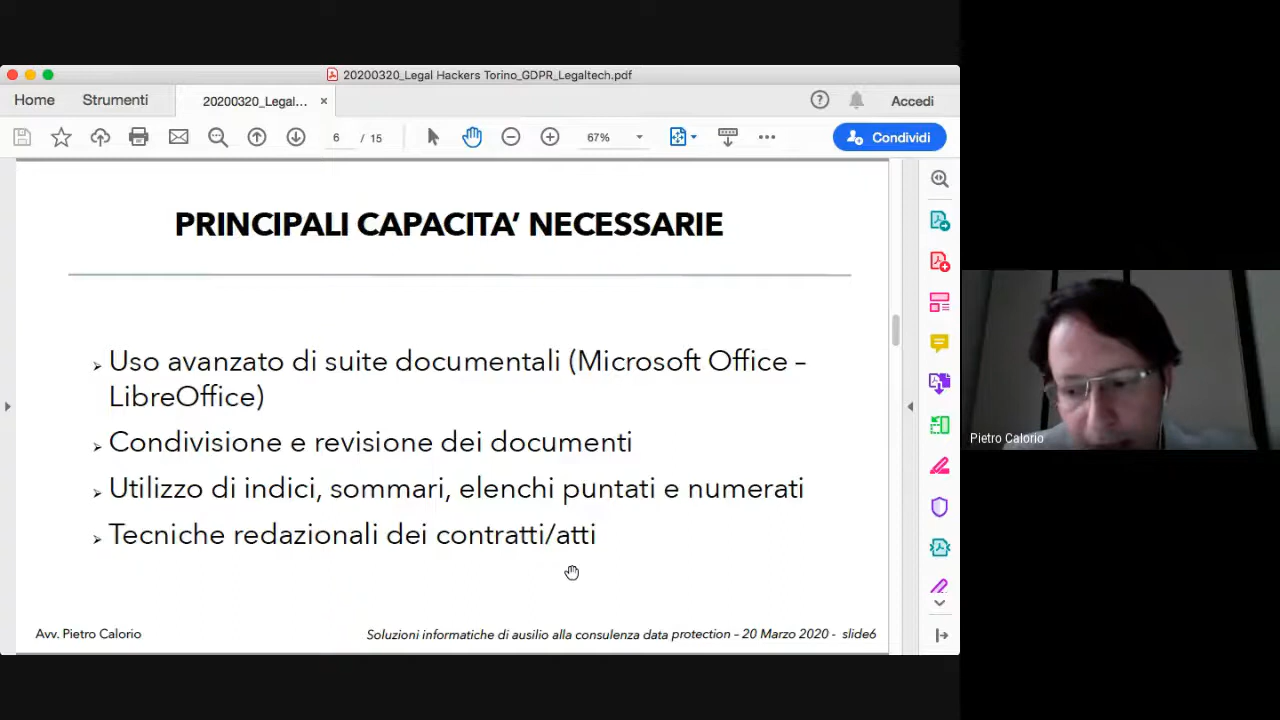 20200320_Legal Hackers Torino_GDPR_Legaltech.pdf
Home Strumenti 20200320_Legal... × Accedi
6 / 15 67% Condividi
PRINCIPALI CAPACITA’ NECESSARIE
Uso avanzato di suite documentali (Microsoft Office –
LibreOffice)
Condivisione e revisione dei documenti
Utilizzo di indici, sommari, elenchi puntati e numerati
Tecniche redazionali dei contratti/atti
Avv. Pietro Calorio
Soluzioni informatiche di ausilio alla consulenza data protection – 20 Marzo 2020 - slide6
Pietro Calorio